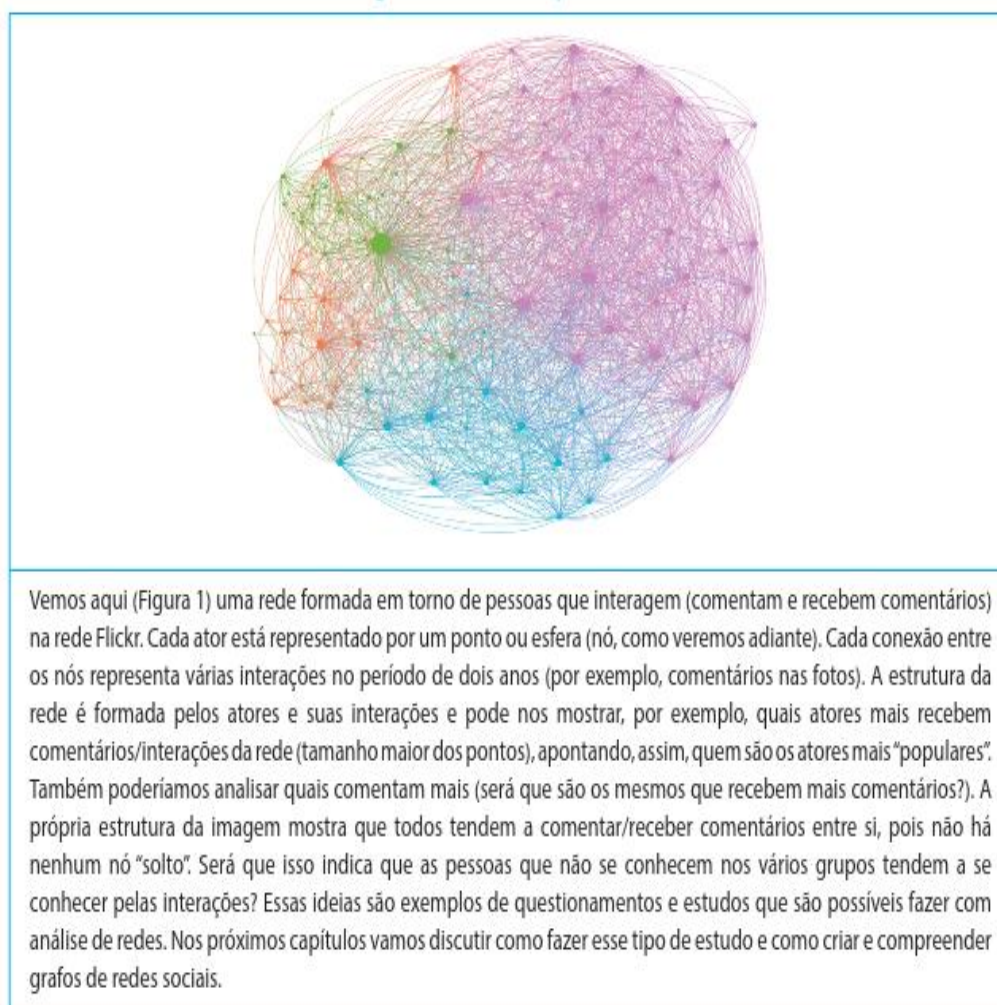 Vemos aqui (Figura 1) uma rede formada em torno de pessoas que interagem (comentam e recebem comentários)
na rede Flickr. Cada ator está representado por um ponto ou esfera (nó, como veremos adiante). Cada conexão entre
os nós representa várias interações no período de dois anos (por exemplo, comentários nas fotos). A estrutura da
rede é formada pelos atores e suas interações e pode nos mostrar, por exemplo, quais atores mais recebem
comentários/interações da rede (tamanho maior dos pontos), apontando, assim, quem são os atores mais “populares”.
Também poderíamos analisar quais comentam mais (será que são os mesmos que recebem mais comentários?). A
própria estrutura da imagem mostra que todos tendem a comentar/receber comentários entre si, pois não há
nenhum nó “solto”. Será que isso indica que as pessoas que não se conhecem nos vários grupos tendem a se
conhecer pelas interações? Essas ideias são exemplos de questionamentos e estudos que são possíveis fazer com
análise de redes. Nos próximos capítulos vamos discutir como fazer esse tipo de estudo e como criar e compreender
grafos de redes sociais.